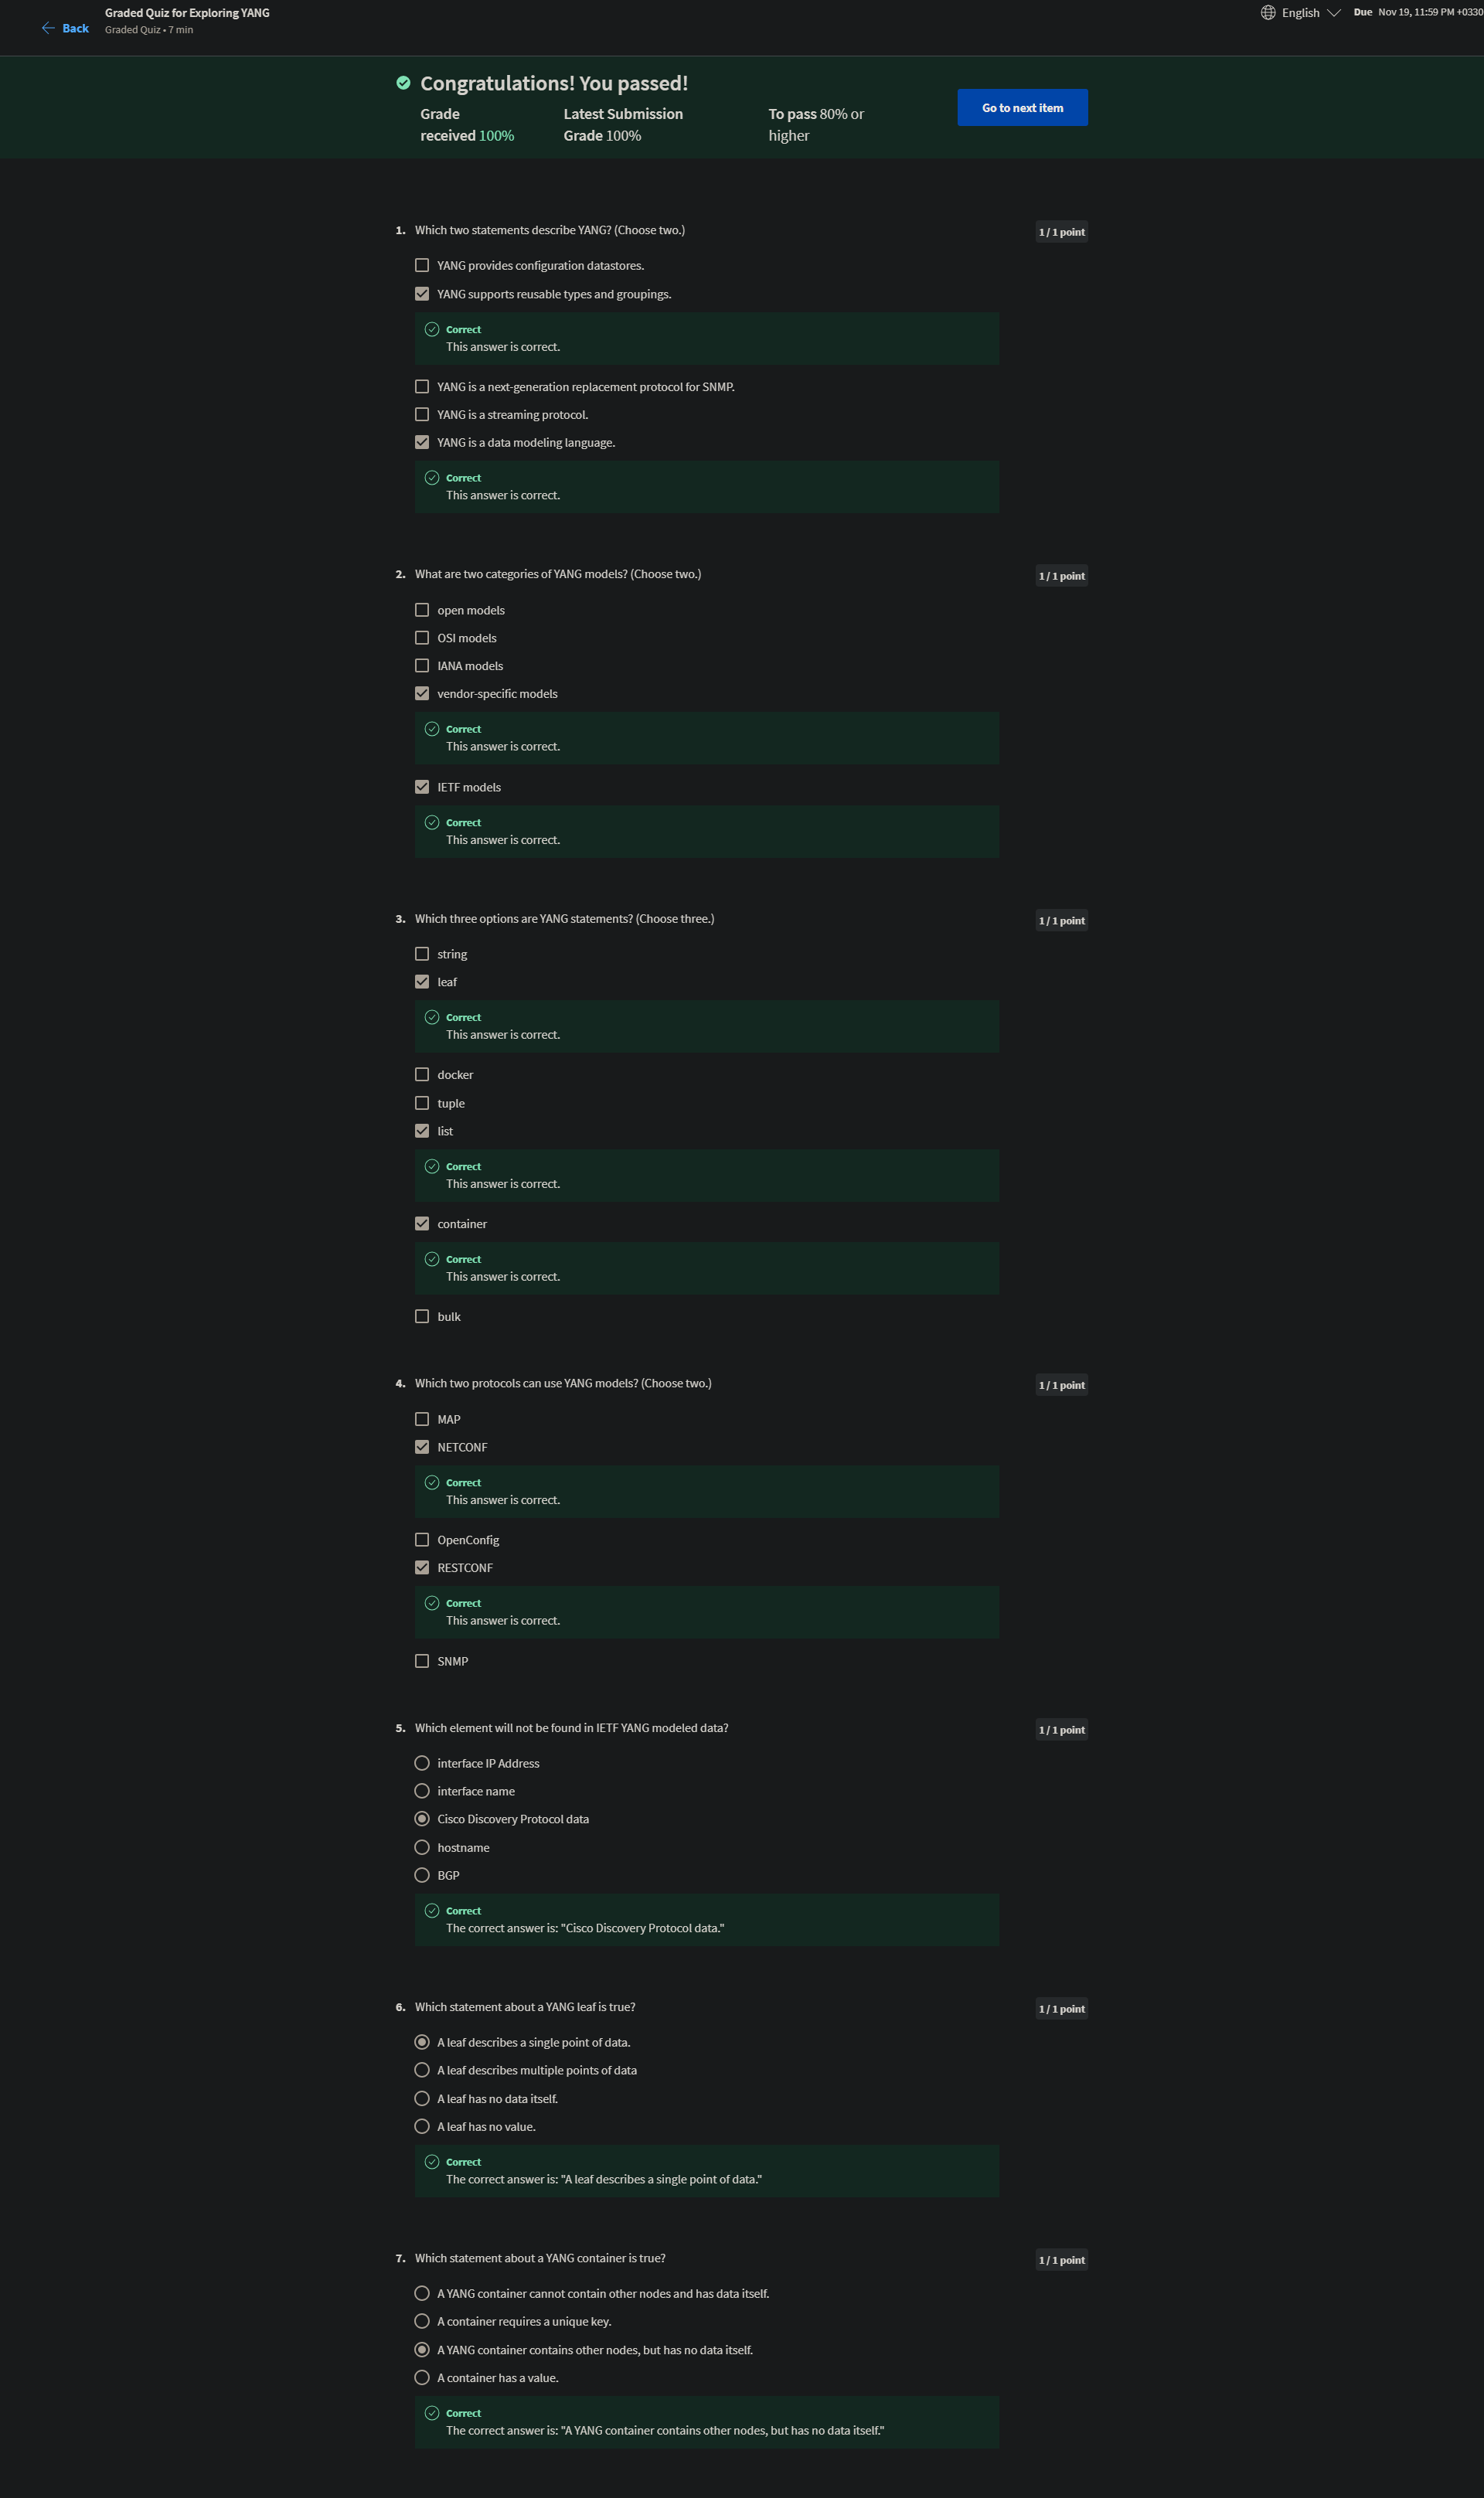 Back
Graded Quiz for Exploring YANG
Graded Quiz • 7 min
English
Due Nov 19, 11:59 PM +0330
Congratulations! You passed!
Grade
received 100%
Latest Submission
Grade 100%
To pass 80% or
higher
Go to next item
1. Which two statements describe YANG? (Choose two.)
1 / 1 point
YANG provides configuration datastores.
YANG supports reusable types and groupings.
Correct
This answer is correct.
YANG is a next-generation replacement protocol for SNMP.
YANG is a streaming protocol.
YANG is a data modeling language.
Correct
This answer is correct.
2. What are two categories of YANG models? (Choose two.)
1 / 1 point
open models
OSI models
IANA models
vendor-specific models
Correct
This answer is correct.
IETF models
Correct
This answer is correct.
3. Which three options are YANG statements? (Choose three.)
1 / 1 point
string
leaf
Correct
This answer is correct.
docker
tuple
list
Correct
This answer is correct.
container
Correct
This answer is correct.
bulk
4. Which two protocols can use YANG models? (Choose two.)
1 / 1 point
MAP
NETCONF
Correct
This answer is correct.
OpenConfig
RESTCONF
Correct
This answer is correct.
SNMP
5. Which element will not be found in IETF YANG modeled data?
1 / 1 point
interface IP Address
interface name
Cisco Discovery Protocol data
hostname
BGP
Correct
The correct answer is: "Cisco Discovery Protocol data."
6. Which statement about a YANG leaf is true?
1 / 1 point
A leaf describes a single point of data.
A leaf describes multiple points of data
A leaf has no data itself.
A leaf has no value.
Correct
The correct answer is: "A leaf describes a single point of data."
7. Which statement about a YANG container is true?
1 / 1 point
A YANG container cannot contain other nodes and has data itself.
A container requires a unique key.
A YANG container contains other nodes, but has no data itself.
A container has a value.
Correct
The correct answer is: "A YANG container contains other nodes, but has no data itself."